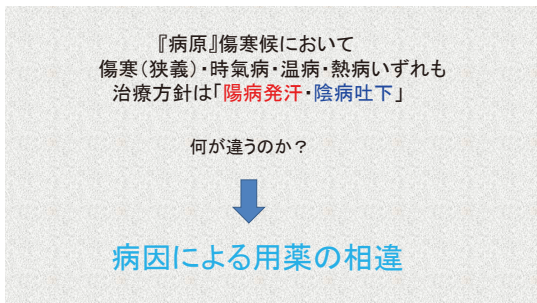 『病原』傷寒候において
傷寒（狭義）・時氣病・温病・熱病いずれも
治療方針は「陽病発汗・陰病吐下」
何が違うのか？
病因による用薬の相違